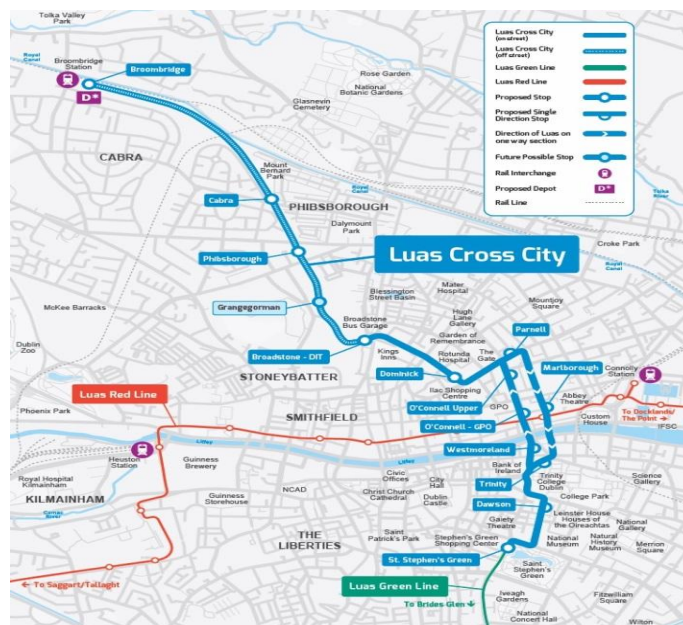 Tolka Valley
Park
Royal
Canal
Broombridge
Station
Broombridge
D*
CABRA
Rose Garden
National
Botanic Gardens
Glasnevin
Cemetery
Luas Cross City
(on street)
Luas Cross City
(off street)
Luas Green Line
Luas Red Line
Proposed Stop
Proposed Single
Direction Stop
Direction of Luas on
one way section
Future Possible Stop
Rail Interchange
Proposed Depot
D*
Rail Line
Mount
Bernard
Park
Royal
Canal
Tolka
River
Cabra
PHIBSBOROUGH
Dalymount
Park
Croke Park
Royal
Canal
Phibsborough
Luas Cross City
McKee Barracks
Grangegorman
Blessington
Street Basin
Mater
Hospital
Mountjoy
Square
Hugh
Lane
Gallery
Broadstone
Bus Garage
Garden of
Remembrance
Parnell
Dublin
Zoo
Broadstone - DIT
Kings
Inns
Rotunda
Hospital
The
Gate
Marlborough
Connolly
Station
STONEYBATTER
Dominick
Ilac Shopping
Centre
Luas Red Line
O'Connell Upper
GPO
Abbey
Theatre
Phoenix Park
SMITHFIELD
O'Connell - GPO
Custom
House
To Docklands/
The Point
IFSC
Liffey
Heuston
Station
Guinness
Brewery
Liffey
Westmoreland
Bank of
Ireland
Royal Hospital
Kilmainham
Civic
Offices
City
Hall
Trinity
Trinity
College
Dublin
Science
Gallery
KILMAINHAM
Camac
River
Guinness
Storehouse
NCAD
Christ Church
Cathedral
Dublin
Castle
Dawson
College Park
Gaiety
Theatre
Leinster House
Houses of
the Oireachtas
National
Gallery
THE
LIBERTIES
Saint
Patrick's Park
Stephen's Green
Shopping Center
National
Museum
Natural
History
Museum
Merrion
Square
St. Stephen's Green
Saint
Stephen's
Green
To Saggart/Tallaght
Luas Green Line
To Brides Glen
Iveagh
Gardens
Fitzwilliam
Square
National
Concert Hall
Wilton